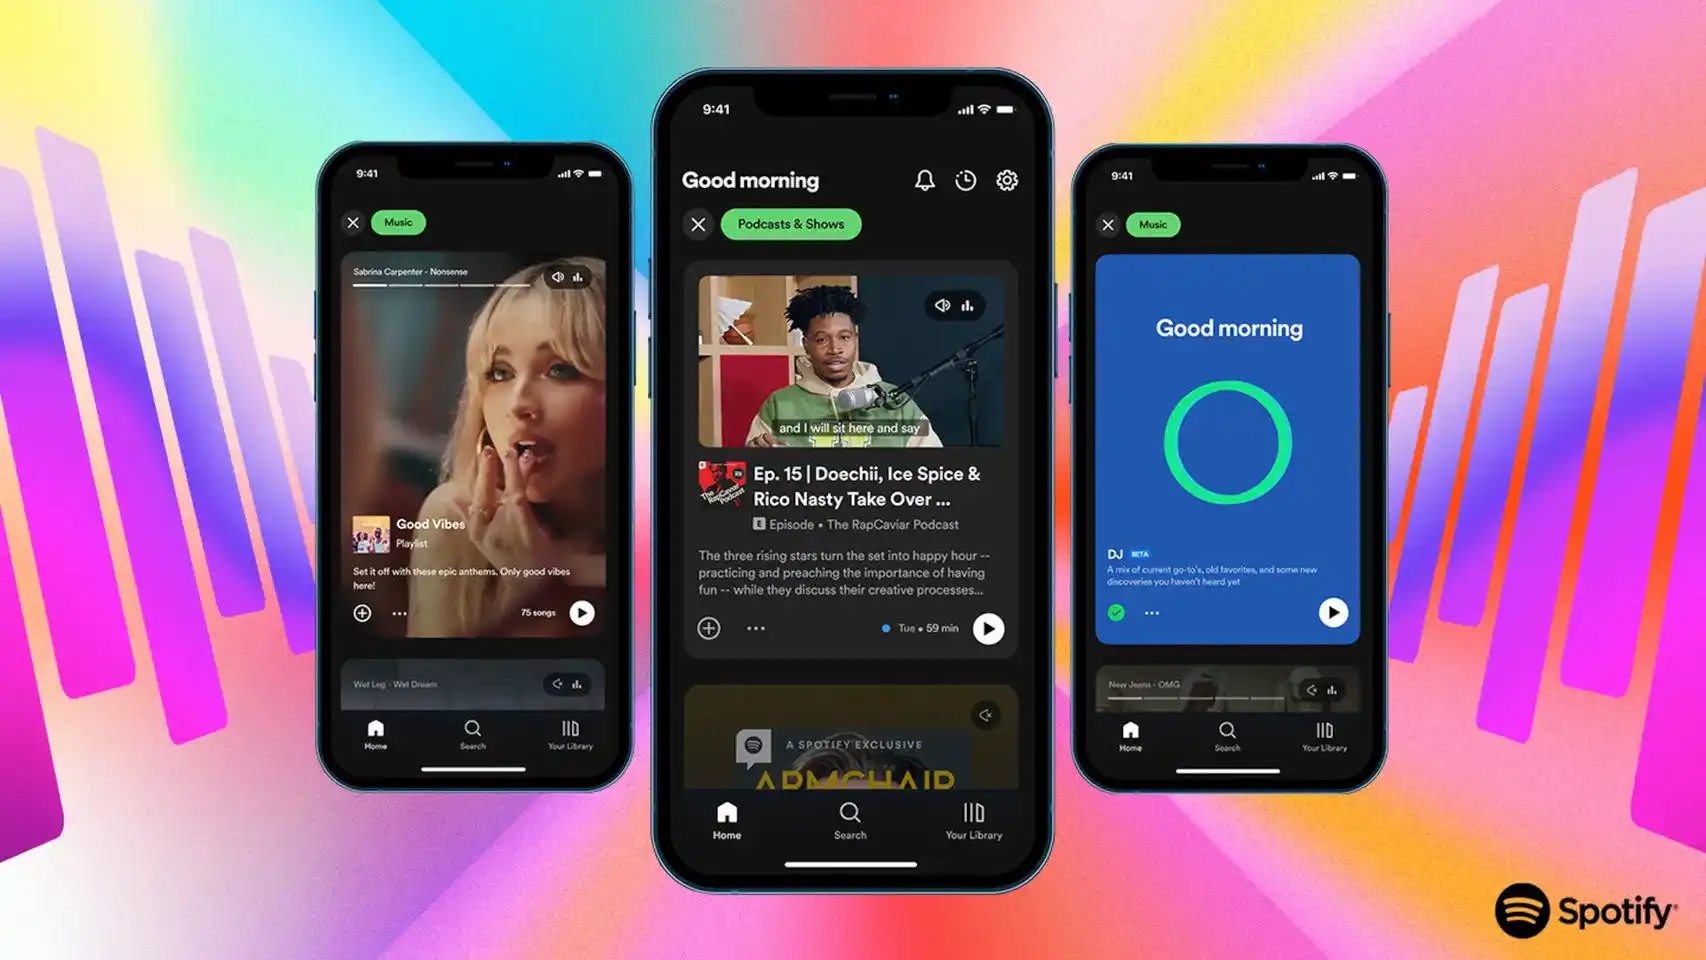 9:41
Music
Sabrina Carpenter - Nonsense
Good Vibes
Playlist
Set it off with these epic anthems. Only good vibes
here!
75 songs
Wet Leg - Wet Dream
Home
Search
Your Library
9:41
Good morning
Podcasts & Shows
and I will sit here and say
The RapCaviar Podcast
Ep. 15 | Doechii, Ice Spice &
Rico Nasty Take Over ...
E Episode • The RapCaviar Podcast
The three rising stars turn the set into happy hour --
practicing and preaching the importance of having
fun -- while they discuss their creative processes...
Tue • 59 min
A SPOTIFY EXCLUSIVE
ARMCHAIR
Home
Search
Your Library
9:41
Music
Good morning
DJ BETA
A mix of current go-to's, old favorites, and some new
discoveries you haven't heard yet
New Jeans - OMG
Home
Search
Your Library
Spotify®